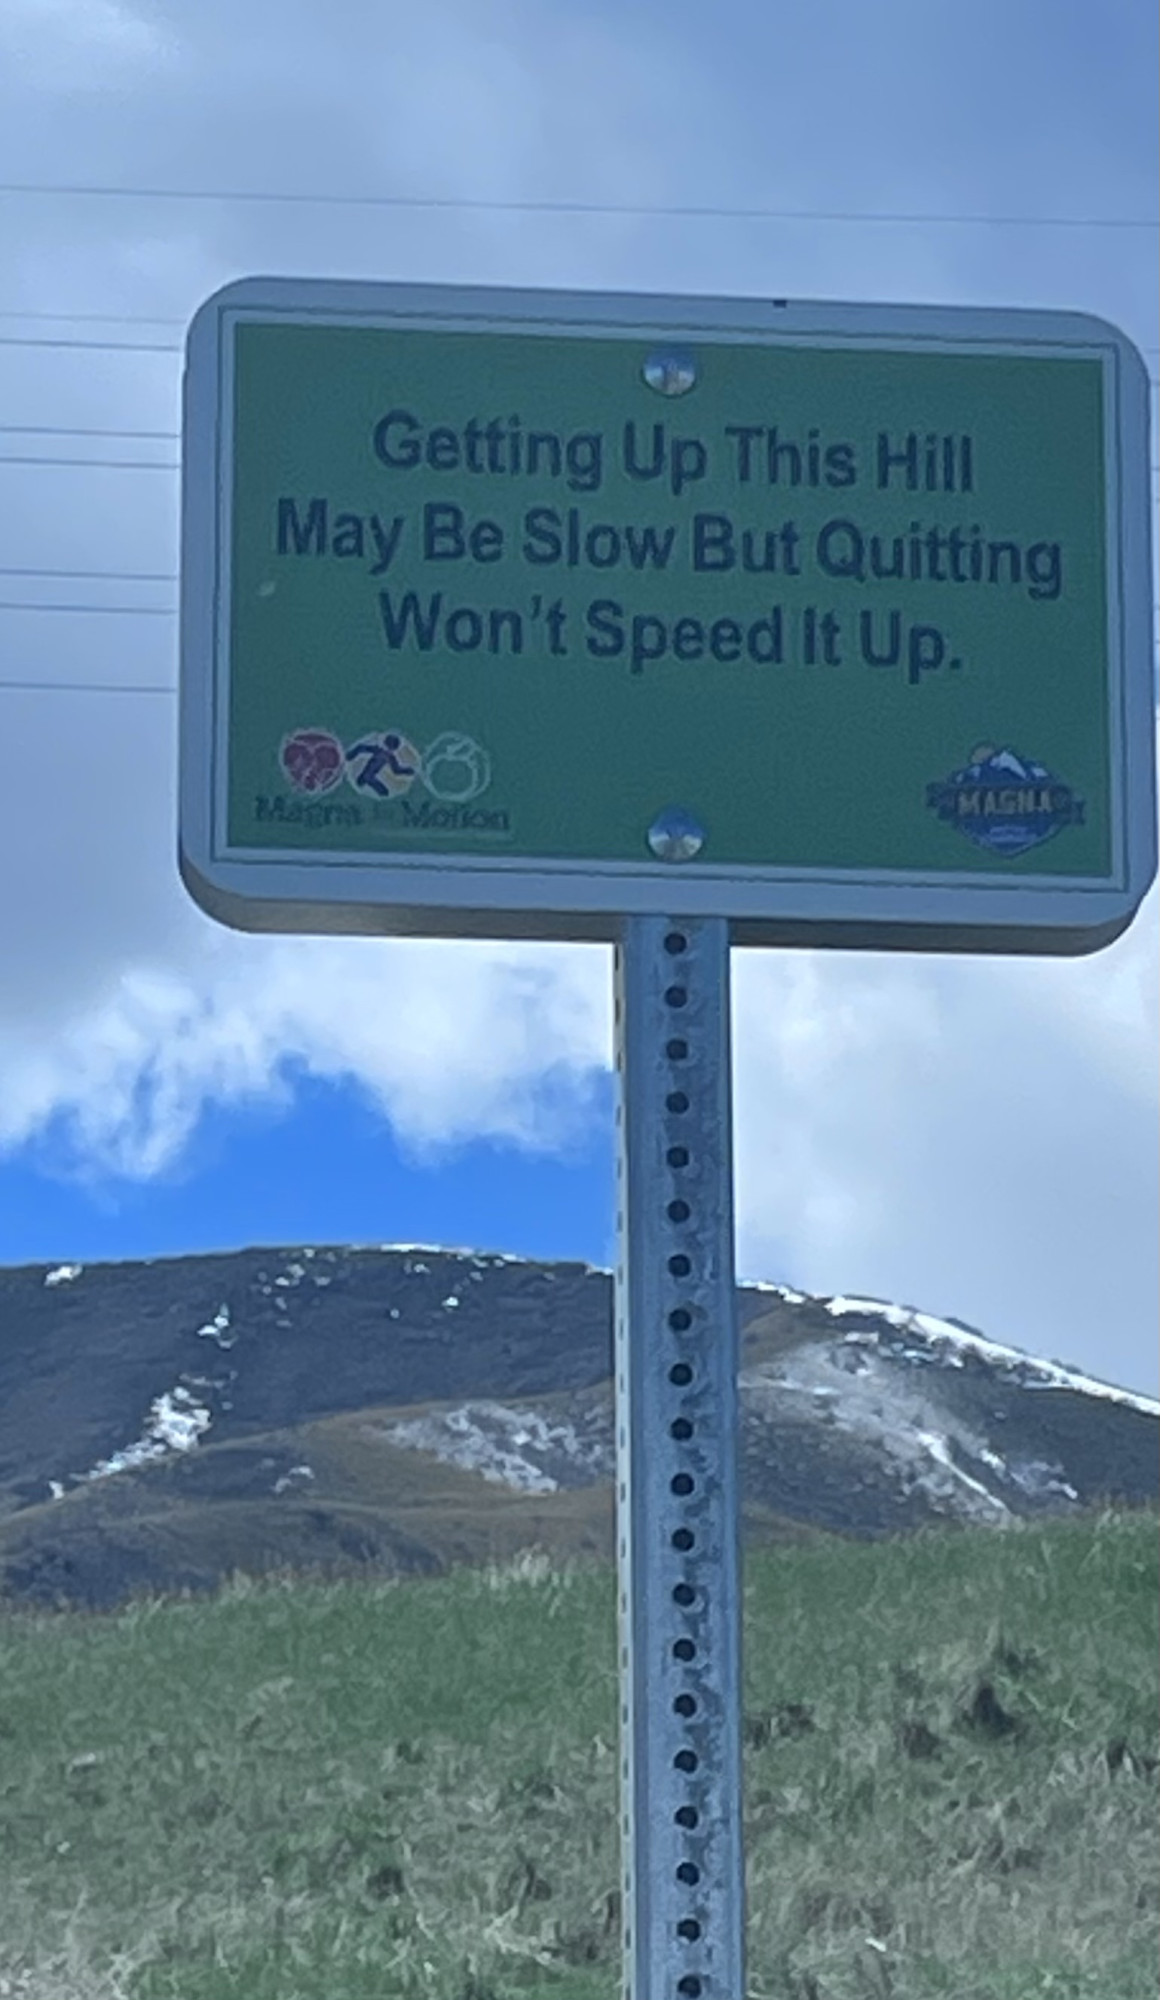 Getting Up This Hill
May Be Slow But Quitting
Won't Speed It Up.
Magna in Motion
MAGNA